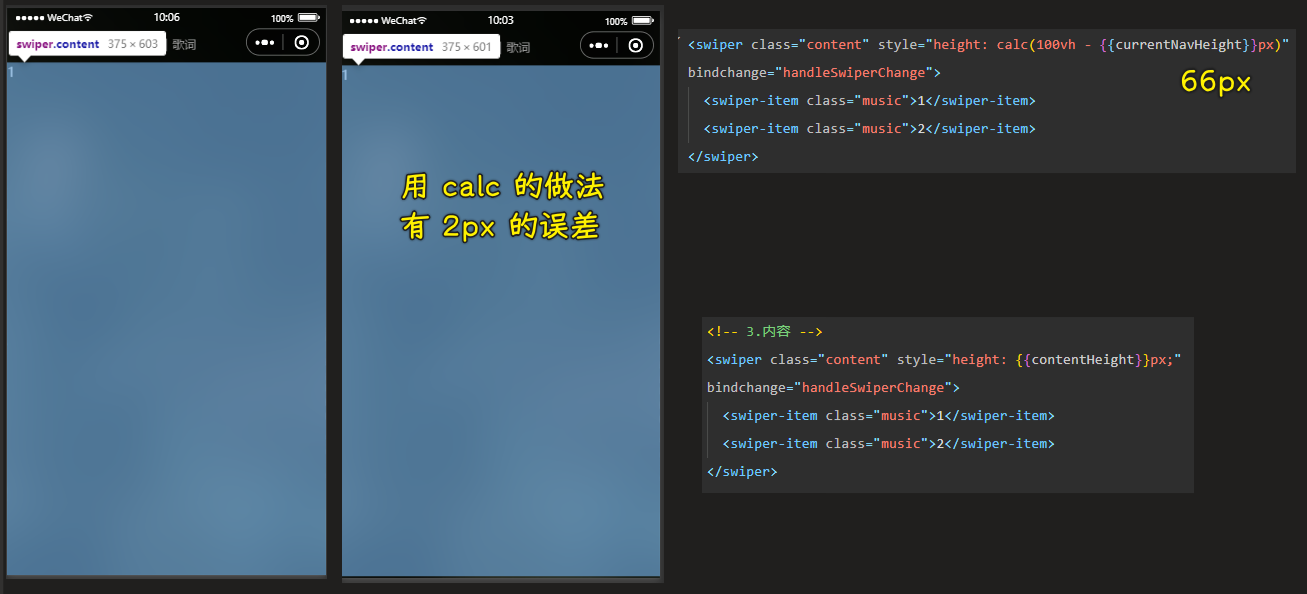 WeChat 10:06 100%
swiper.content 375 × 603 歌词
1
WeChat 10:03 100%
swiper.content 375 × 601 歌词
1
用 calc 的做法
有 2px 的误差
<swiper class="content" style="height: calc(100vh - {{currentNavHeight}}px)"
bindchange="handleSwiperChange">
66px
<swiper-item class="music">1</swiper-item>
<swiper-item class="music">2</swiper-item>
</swiper>
<!-- 3.内容 -->
<swiper class="content" style="height: {{contentHeight}}px;"
bindchange="handleSwiperChange">
<swiper-item class="music">1</swiper-item>
<swiper-item class="music">2</swiper-item>
</swiper>